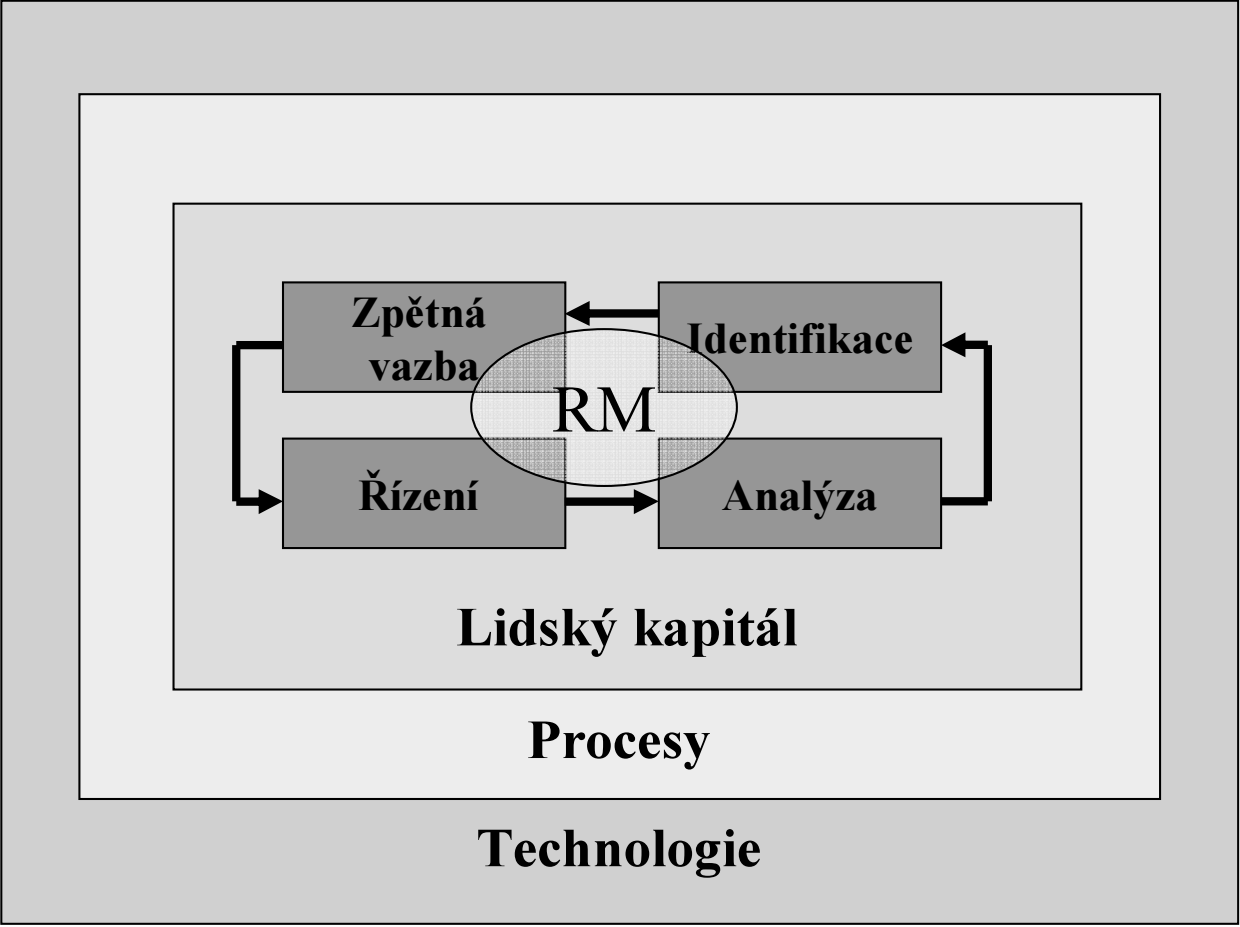 Zpětná
vazba
Identifikace
RM
Řízení
Analýza
Lidský kapitál
Procesy
Technologie